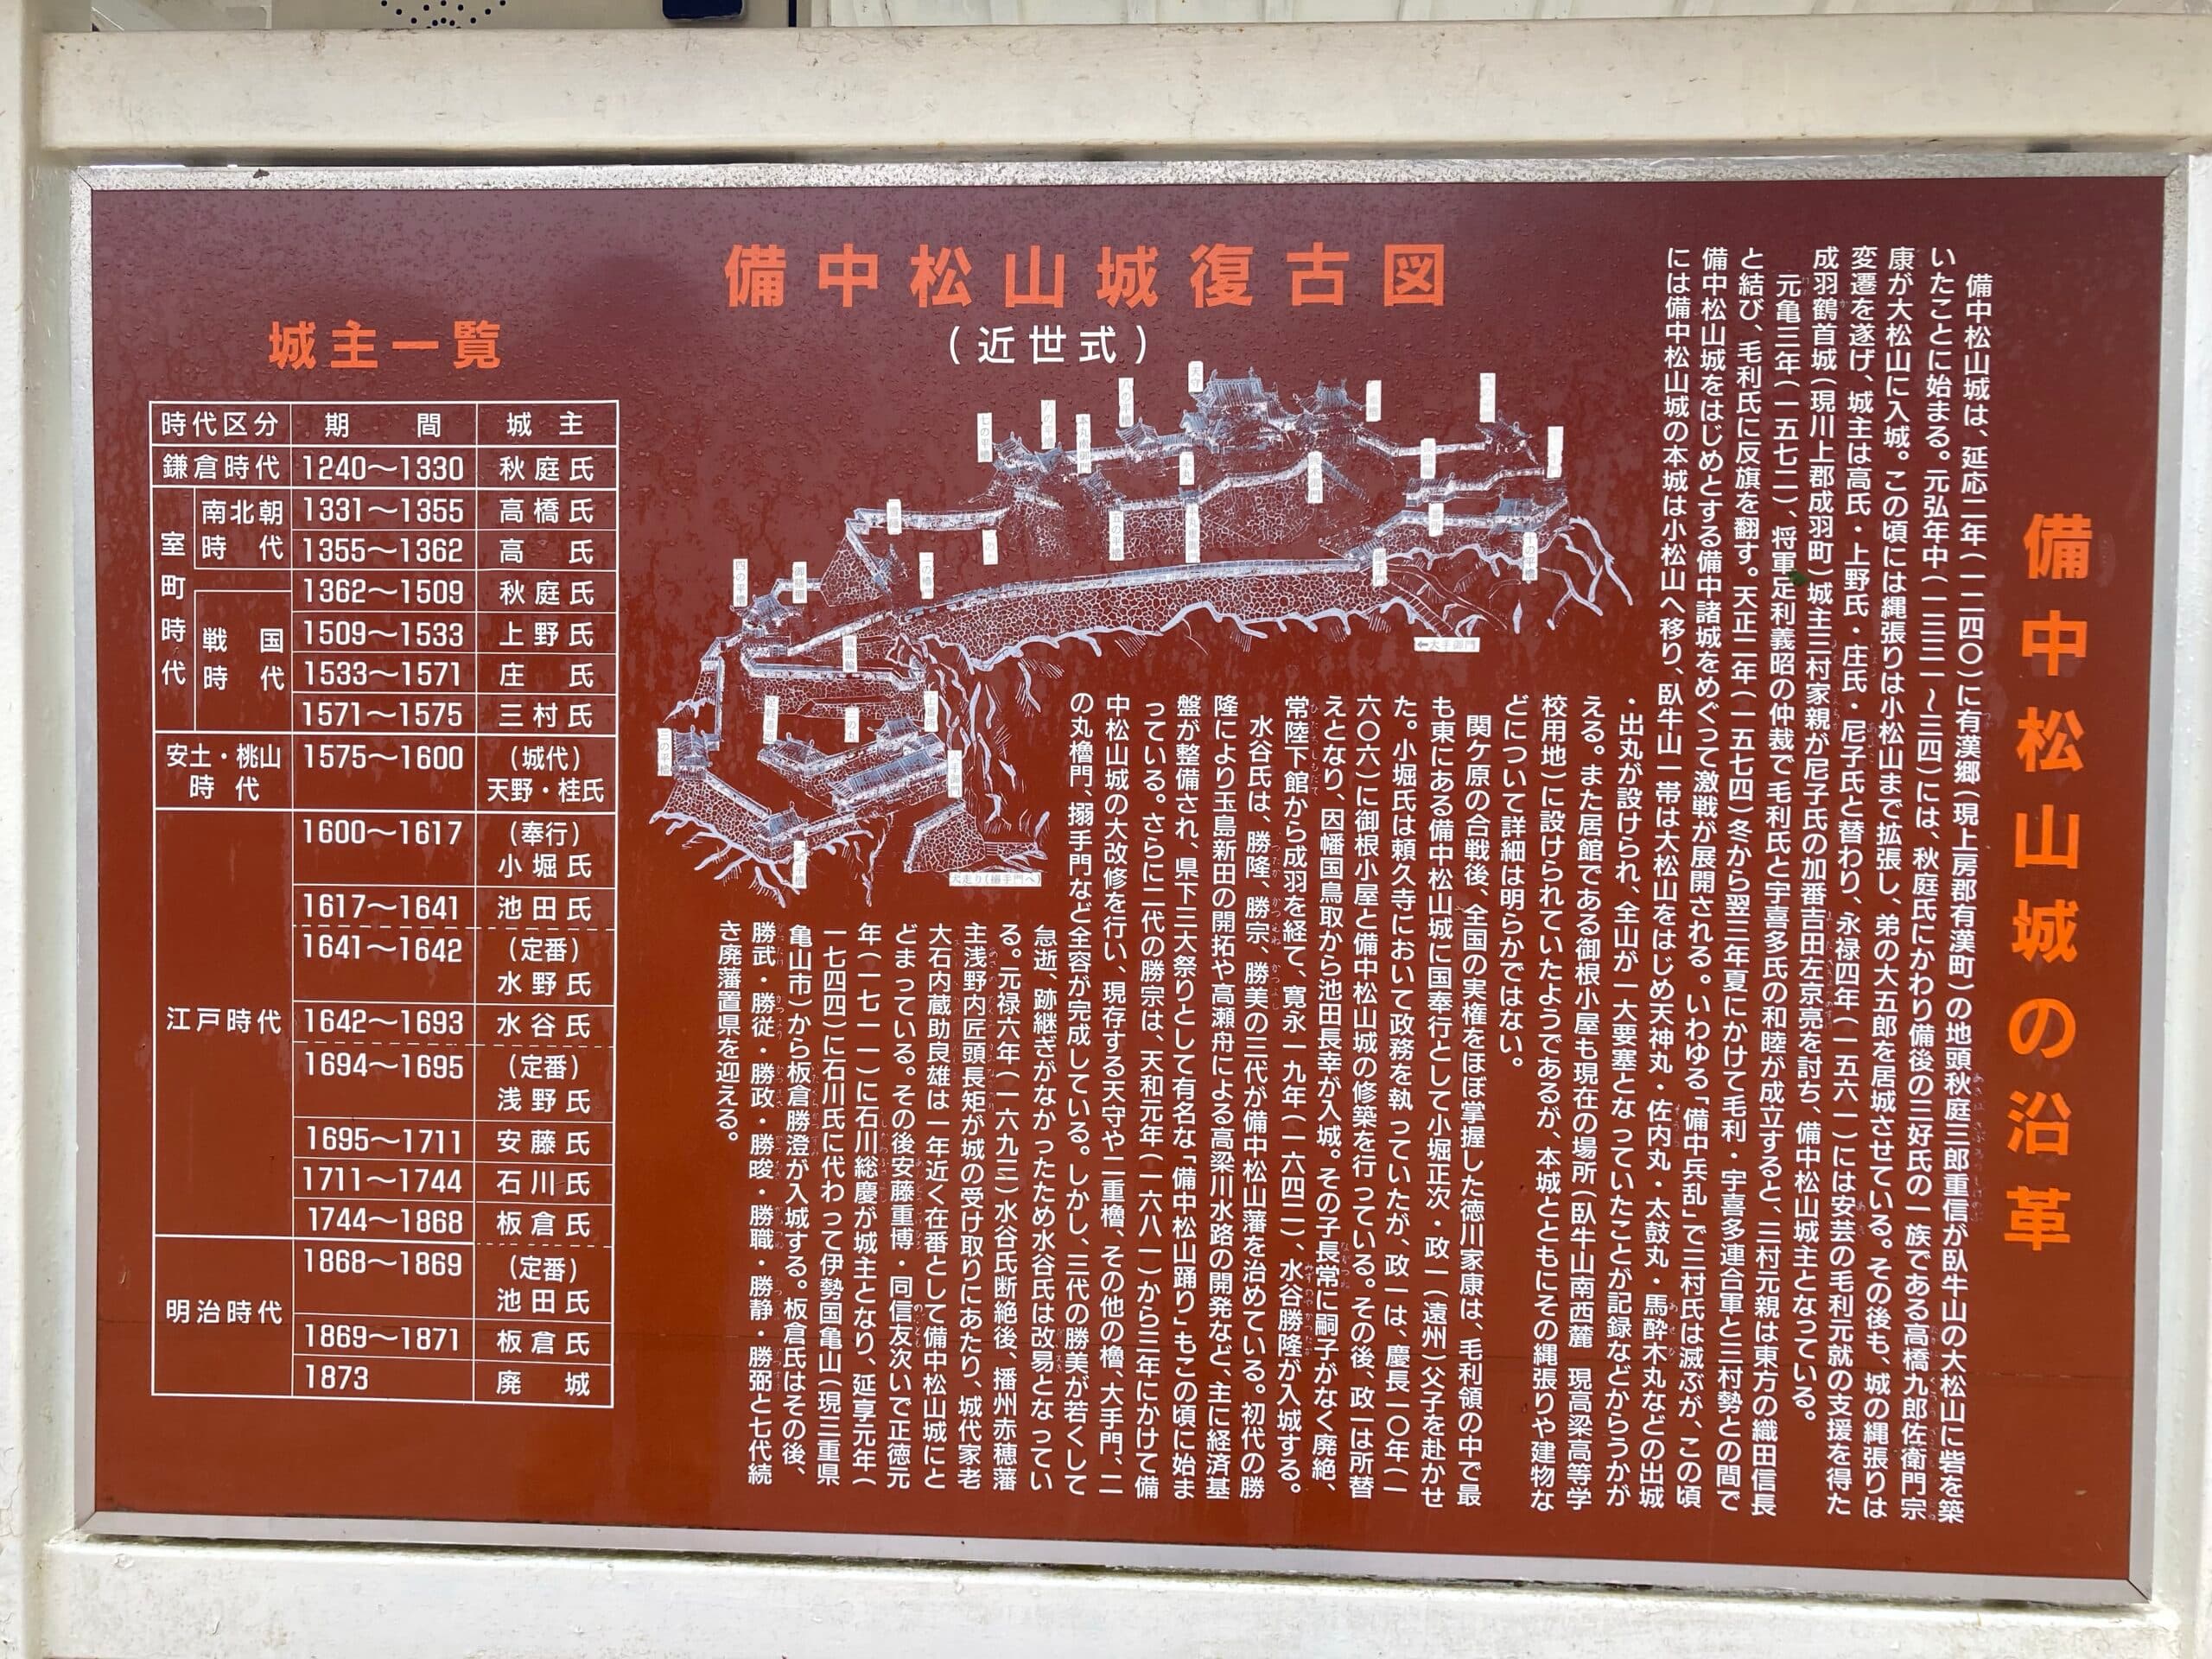 備中松山城の沿革
備中松山城は、延応二年(一二四〇)に有漢郷(現上房郡有漢町)の地頭秋庭三郎重信が臥牛山の大松山に砦を築
いたことに始まる。元弘年中(一三三一～三四)には、秋庭氏にかわり備後の三好氏の一族である高橋九郎佐衛門宗
康が大松山に入城。この頃には縄張りは小松山まで拡張し、弟の大五郎を居城させている。その後も、城の縄張りは
変遷を遂げ、城主は高氏・上野氏・庄氏・尼子氏と替わり、永禄四年(一五六一)には安芸の毛利元就の支援を得た
成羽鶴首城(現川上郡成羽町)城主三村家親が尼子氏の加番吉田左京亮を討ち、備中松山城主となっている。
元亀三年(一五七二)、将軍足利義昭の仲裁で毛利氏と宇喜多氏の和睦が成立すると、三村元親は東方の織田信長
と結び、毛利氏に反旗を翻す。天正二年(一五七四)冬から翌三年夏にかけて毛利・宇喜多連合軍と三村勢との間で
備中松山城をはじめとする備中諸城をめぐって激戦が展開される。いわゆる「備中兵乱」で三村氏は滅ぶが、この頃
には備中松山城の本城は小松山へ移り、臥牛山一帯は大松山をはじめ天神丸・佐内丸・太鼓丸・馬酔木丸などの出城
・出丸が設けられ、全山が一大要塞となっていたことが記録などからうかが
える。また居館である御根小屋も現在の場所(臥牛山南西麓 現高梁高等学
校用地)に設けられていたようであるが、本城とともにその縄張りや建物な
どについて詳細は明らかではない。
関ケ原の合戦後、全国の実権をほぼ掌握した徳川家康は、毛利領の中で最
も東にある備中松山城に国奉行として小堀正次・政一(遠州)父子を赴かせ
た。小堀氏は頼久寺において政務を執っていたが、政一は、慶長一〇年(一
六〇六)に御根小屋と備中松山城の修築を行っている。その後、政一は所替
えとなり、因幡国鳥取から池田長幸が入城。その子長常に嗣子がなく廃絶、
常陸下館から成羽を経て、寛永一九年(一六四二)、水谷勝隆が入城する。
水谷氏は、勝隆、勝宗、勝美の三代が備中松山藩を治めている。初代の勝
隆により玉島新田の開拓や高瀬舟による高梁川水路の開発など、主に経済基
盤が整備され、県下三大祭りとして有名な「備中松山踊り」もこの頃に始ま
っている。さらに二代の勝宗は、天和元年(一六八一)から三年にかけて備
中松山城の大改修を行い、現存する天守や二重櫓、その他の櫓、大手門、二
の丸櫓門、搦手門など全容が完成している。しかし、三代の勝美が若くして
急逝、跡継ぎがなかったため水谷氏は改易となってい
る。元禄六年(一六九三)水谷氏断絶後、播州赤穂藩
主浅野内匠頭長矩が城の受け取りにあたり、城代家老
大石内蔵助良雄は一年近く在番として備中松山城にと
どまっている。その後安藤重博・同信友次いで正徳元
年(一七一一)に石川総慶が城主となり、延享元年(
一七四四)に石川氏に代わって伊勢国亀山(現三重県
亀山市)から板倉勝澄が入城する。板倉氏はその後、
勝武・勝従・勝政・勝晙・勝職・勝静・勝弼と七代続
き廃藩置県を迎える。
備中松山城復古図
(近世式)
天守
八の平櫓
七の平櫓
本丸南御門
本丸
四の平櫓
←大手御門
犬走り(搦手門へ)
城主一覧
時代区分 期間 城主
鎌倉時代 1240～1330 秋庭氏
室町時代 南北朝時代 1331～1355 高橋氏
1355～1362 高氏
1362～1509 秋庭氏
戦国時代 1509～1533 上野氏
1533～1571 庄氏
1571～1575 三村氏
安土・桃山時代 1575～1600 (城代)天野・桂氏
江戸時代 1600～1617 (奉行)小堀氏
1617～1641 池田氏
1641～1642 (定番)水野氏
1642～1693 水谷氏
1694～1695 (定番)浅野氏
1695～1711 安藤氏
1711～1744 石川氏
1744～1868 板倉氏
明治時代 1868～1869 (定番)池田氏
1869～1871 板倉氏
1873 廃城